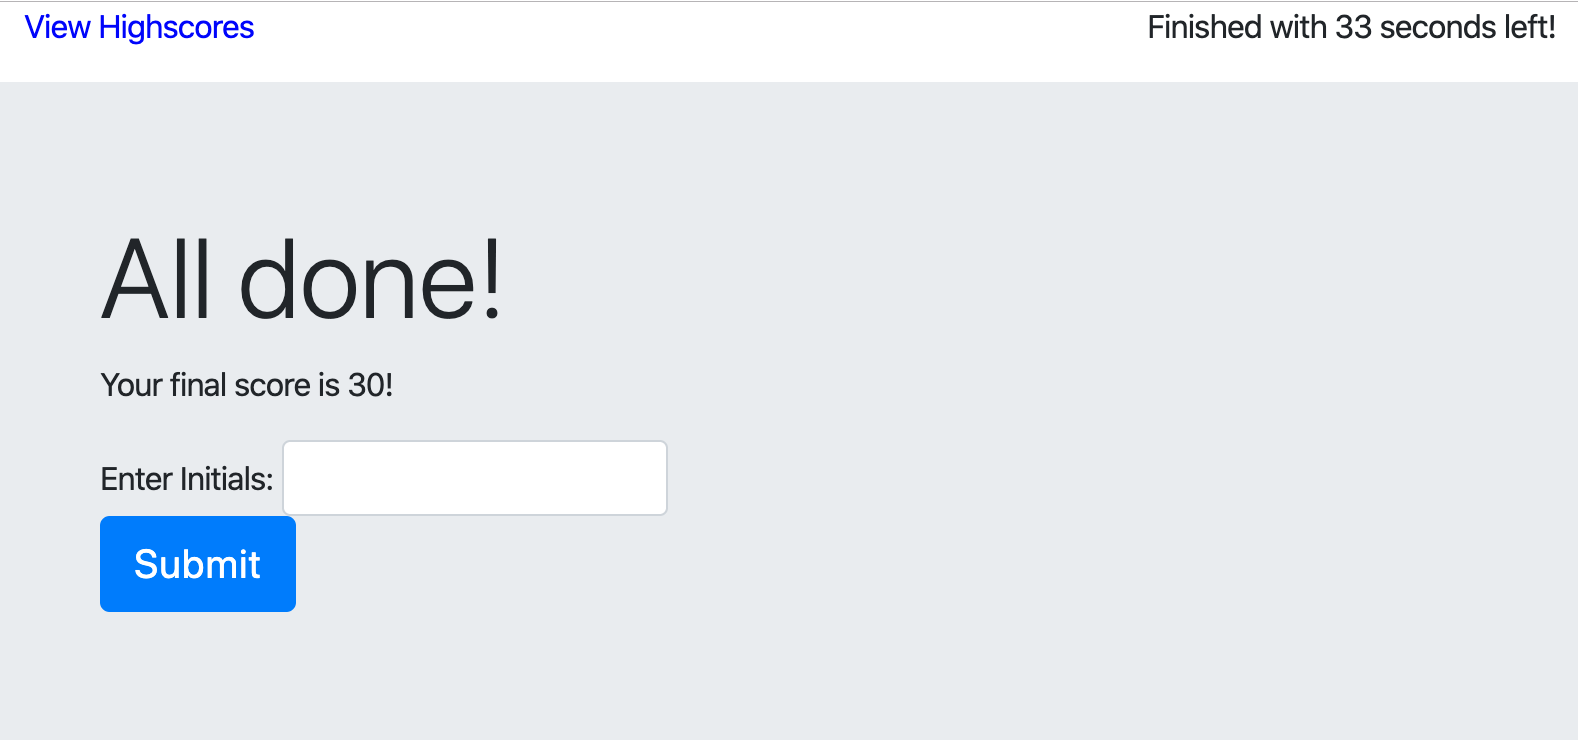 View Highscores
Finished with 33 seconds left!
All done!
Your final score is 30!
Enter Initials:
Submit